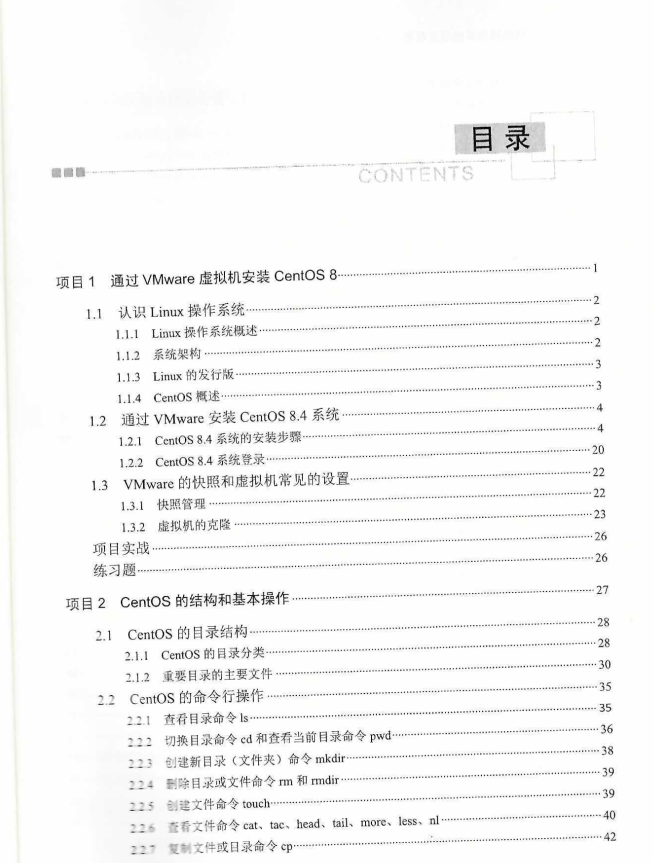 目录
CONTENTS
项目1 通过 VMware 虚拟机安装 CentOS 8……1
1.1 认识 Linux 操作系统……2
1.1.1 Linux 操作系统概述……2
1.1.2 系统架构……2
1.1.3 Linux 的发行版……3
1.1.4 CentOS 概述……3
1.2 通过 VMware 安装 CentOS 8.4 系统……4
1.2.1 CentOS 8.4 系统的安装步骤……4
1.2.2 CentOS 8.4 系统登录……20
1.3 VMware 的快照和虚拟机常见的设置……22
1.3.1 快照管理……22
1.3.2 虚拟机的克隆……23
项目实战……26
练习题……26
项目2 CentOS 的结构和基本操作……27
2.1 CentOS 的目录结构……28
2.1.1 CentOS 的目录分类……28
2.1.2 重要目录的主要文件……30
2.2 CentOS 的命令行操作……35
2.2.1 查看目录命令 ls……35
2.2.2 切换目录命令 cd 和查看当前目录命令 pwd……36
2.2.3 创建新目录（文件夹）命令 mkdir……38
2.2.4 删除目录或文件命令 rm 和 rmdir……39
2.2.5 创建文件命令 touch……39
2.2.6 查看文件命令 cat、tac、head、tail、more、less、nl……40
2.2.7 复制文件或目录命令 cp……42